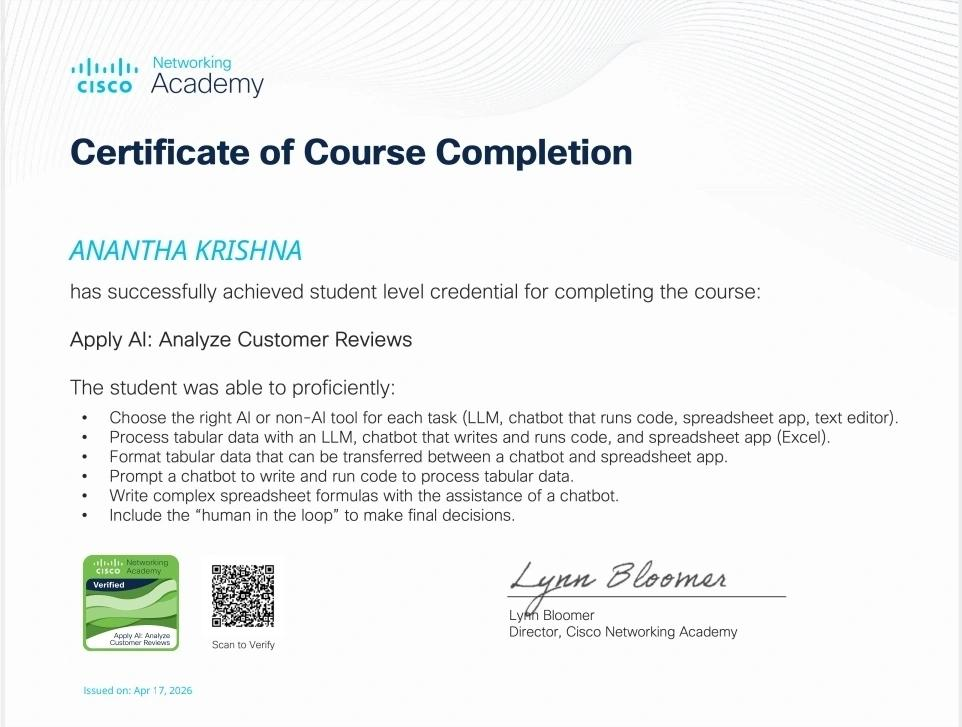 Networking
CISCO Academy
Certificate of Course Completion
ANANTHA KRISHNA
has successfully achieved student level credential for completing the course:
Apply AI: Analyze Customer Reviews
The student was able to proficiently:
• Choose the right AI or non-AI tool for each task (LLM, chatbot that runs code, spreadsheet app, text editor).
• Process tabular data with an LLM, chatbot that writes and runs code, and spreadsheet app (Excel).
• Format tabular data that can be transferred between a chatbot and spreadsheet app.
• Prompt a chatbot to write and run code to process tabular data.
• Write complex spreadsheet formulas with the assistance of a chatbot.
• Include the “human in the loop” to make final decisions.
Networking
CISCO Academy
Verified
Apply AI: Analyze
Customer Reviews
Scan to Verify
Lynn Bloomer
Lynn Bloomer
Director, Cisco Networking Academy
Issued on: Apr 17, 2026